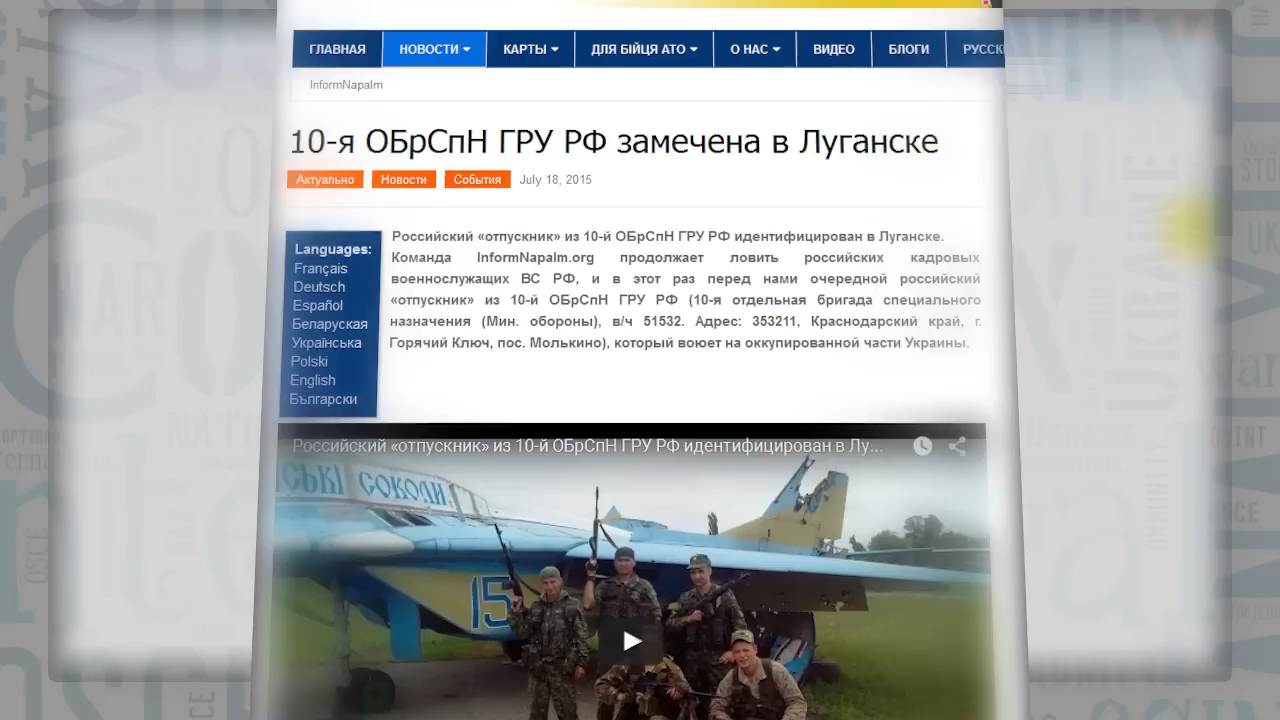 ГЛАВНАЯ НОВОСТИ КАРТЫ ДЛЯ БІЙЦЯ АТО О НАС ВИДЕО БЛОГИ РУССК
InformNapalm
10-я ОБрСпН ГРУ РФ замечена в Луганске
Актуально Новости События July 18, 2015
Languages:
Français
Deutsch
Español
Беларуская
Українська
Polski
English
Български
Российский «отпускник» из 10-й ОБрСпН ГРУ РФ идентифицирован в Луганске.
Команда InformNapalm.org продолжает ловить российских кадровых
военнослужащих ВС РФ, и в этот раз перед нами очередной российский
«отпускник» из 10-й ОБрСпН ГРУ РФ (10-я отдельная бригада специального
назначения (Мин. обороны), в/ч 51532. Адрес: 353211, Краснодарский край, г.
Горячий Ключ, пос. Молькино), который воюет на оккупированной части Украины.
Российский «отпускник» из 10-й ОБрСпН ГРУ РФ идентифицирован в Лу...
СЬКІ СОКОЛИ
15
UKRAINE
OSCE